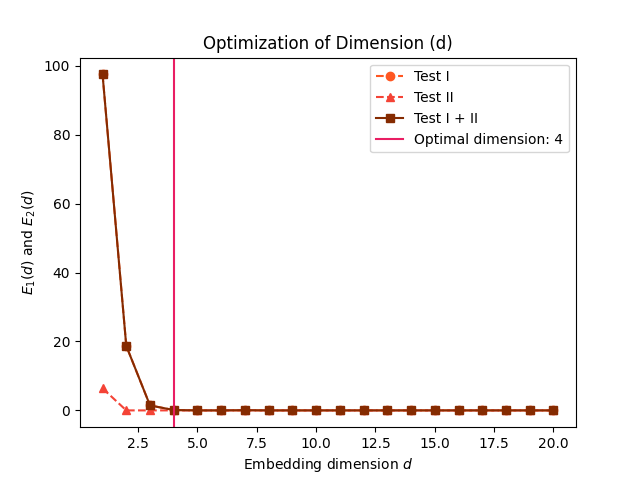 Optimization of Dimension (d)
Test I
Test II
Test I + II
Optimal dimension: 4
100
80
60
40
20
0
E₁(d) and E₂(d)
2.5 5.0 7.5 10.0 12.5 15.0 17.5 20.0
Embedding dimension d